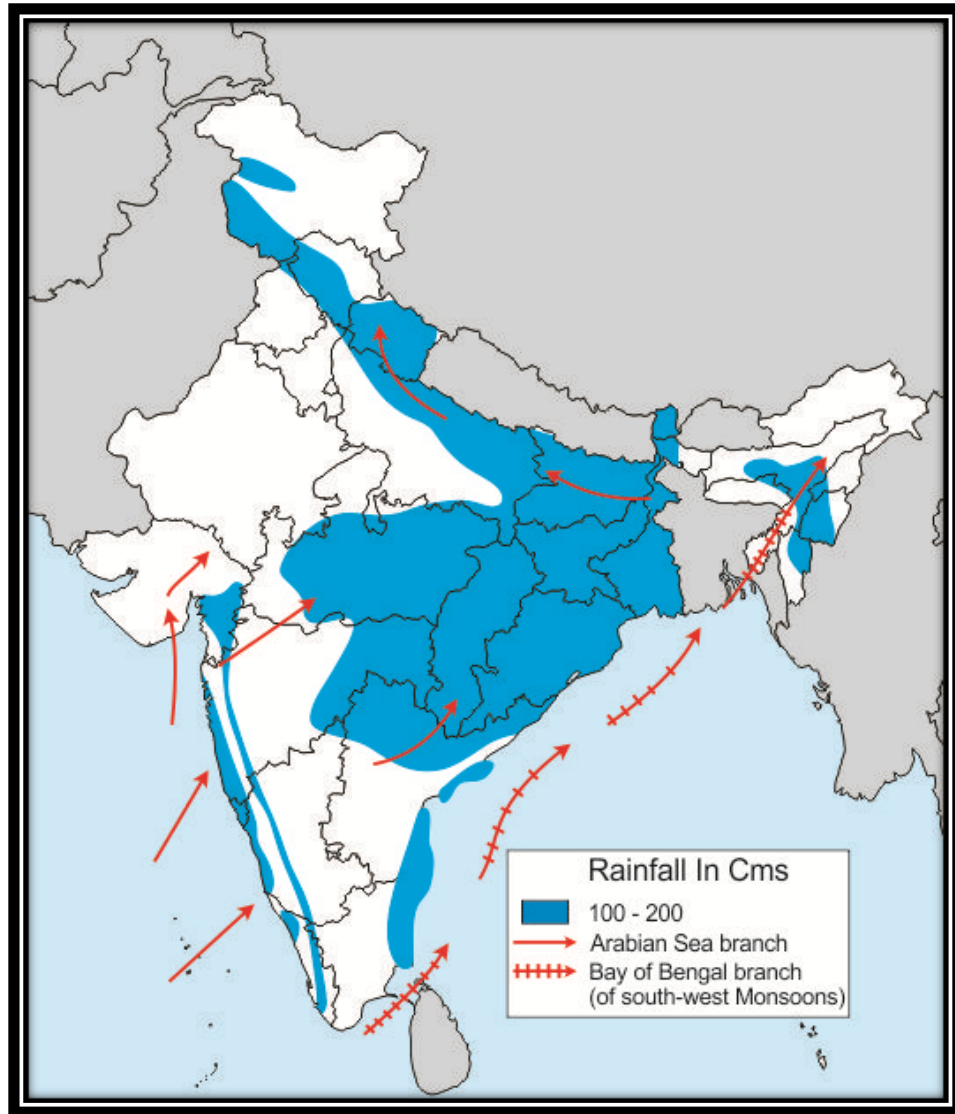 Rainfall In Cms
100 - 200
Arabian Sea branch
Bay of Bengal branch
(of south-west Monsoons)